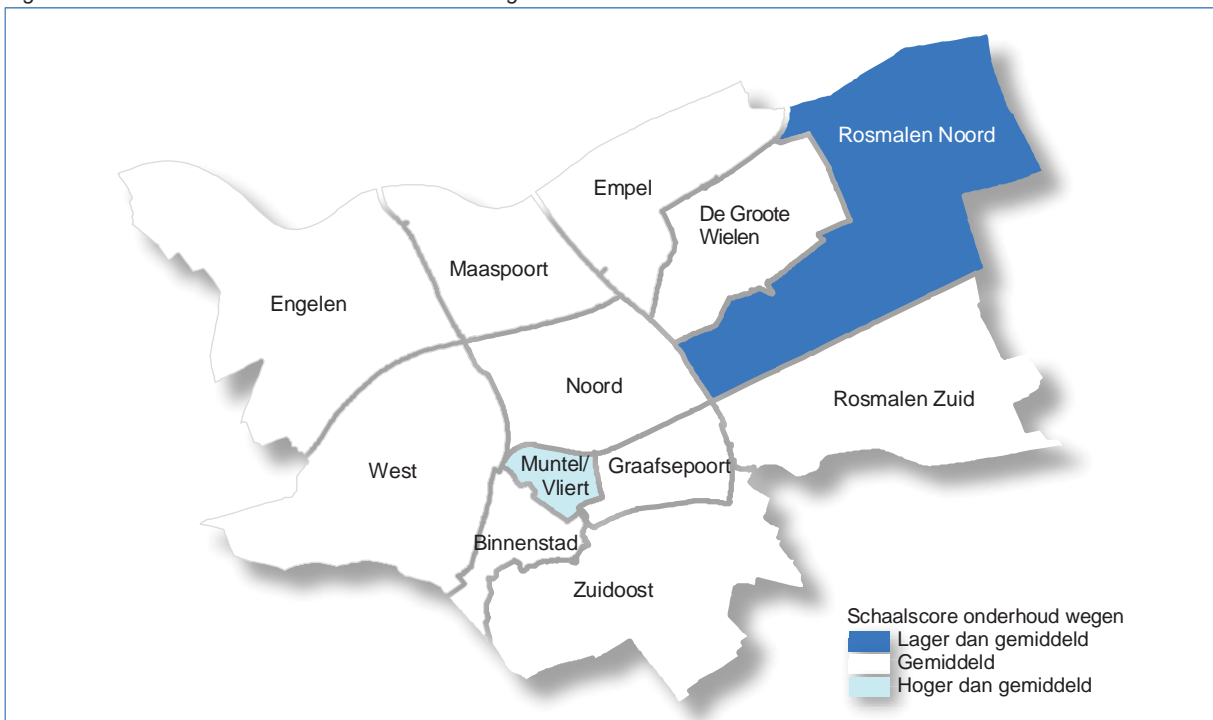 Rosmalen Noord
Empel
De Groote
Wielen
Maaspoort
Engelen
Noord
Rosmalen Zuid
West
Muntel/
Vliert
Graafsepoort
Binnenstad
Zuidoost
Schaalscore onderhoud wegen
Lager dan gemiddeld
Gemiddeld
Hoger dan gemiddeld